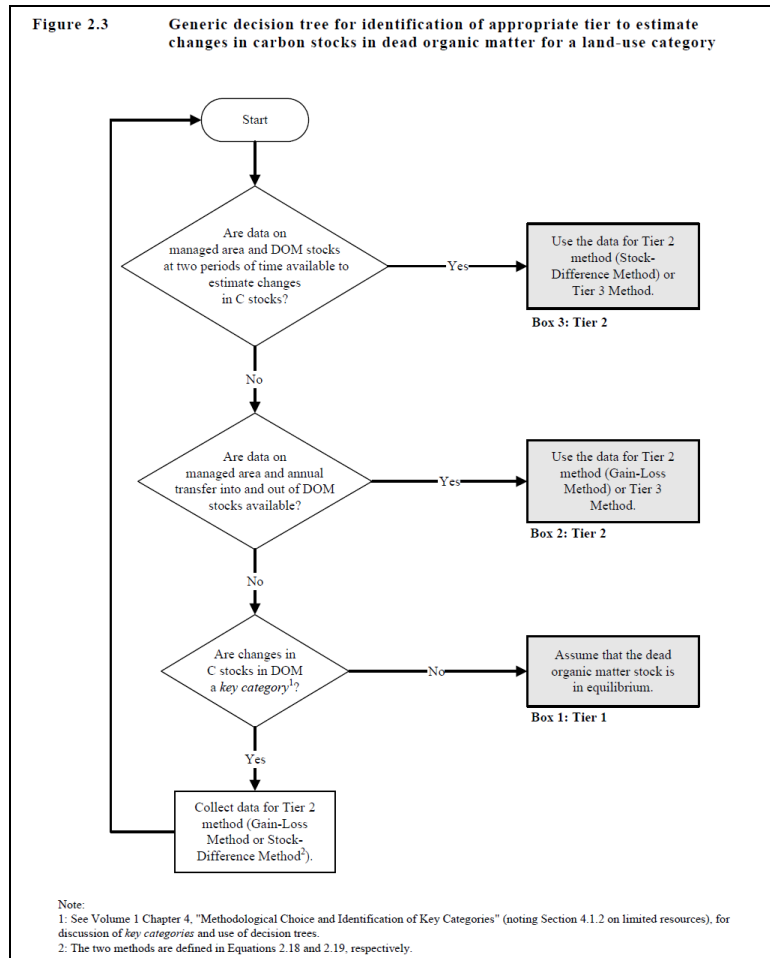 Figure 2.3 Generic decision tree for identification of appropriate tier to estimate
changes in carbon stocks in dead organic matter for a land-use category
Start
Are data on
managed area and DOM stocks
at two periods of time available to
estimate changes
in C stocks?
Yes
Use the data for Tier 2
method (Stock-
Difference Method) or
Tier 3 Method.
Box 3: Tier 2
No
Are data on
managed area and annual
transfer into and out of DOM
stocks available?
Yes
Use the data for Tier 2
method (Gain-Loss
Method) or Tier 3
Method.
Box 2: Tier 2
No
Are changes in
C stocks in DOM
a key category¹?
No
Assume that the dead
organic matter stock is
in equilibrium.
Box 1: Tier 1
Yes
Collect data for Tier 2
method (Gain-Loss
Method or Stock-
Difference Method²).
Note:
1: See Volume 1 Chapter 4, "Methodological Choice and Identification of Key Categories" (noting Section 4.1.2 on limited resources), for
discussion of key categories and use of decision trees.
2: The two methods are defined in Equations 2.18 and 2.19, respectively.